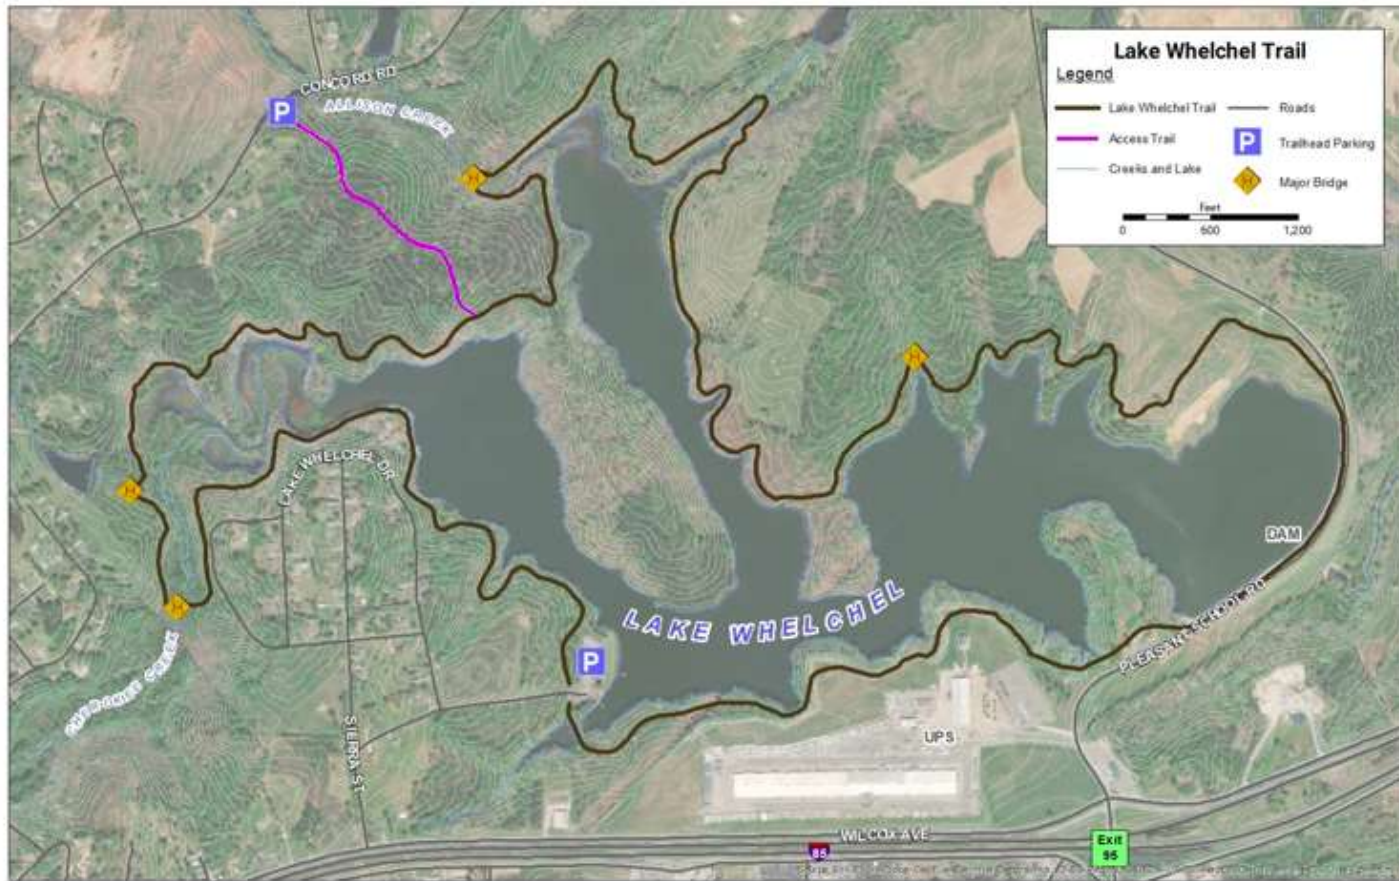 Lake Whelchel Trail
Legend
Lake Whelchel Trail
Roads
Access Trail
P
Trailhead Parking
Creeks and Lake
Major Bridge
Feet
0 600 1,200
CONCORD RD
P
ALLISON CREEK
LAKE WHELCHEL DR
DAM
LAKE WHELCHEL
PLEASANT SCHOOL RD
P
CHEROKEE CREEK
SIERRA ST
UPS
WILCOX AVE
85
Exit
95